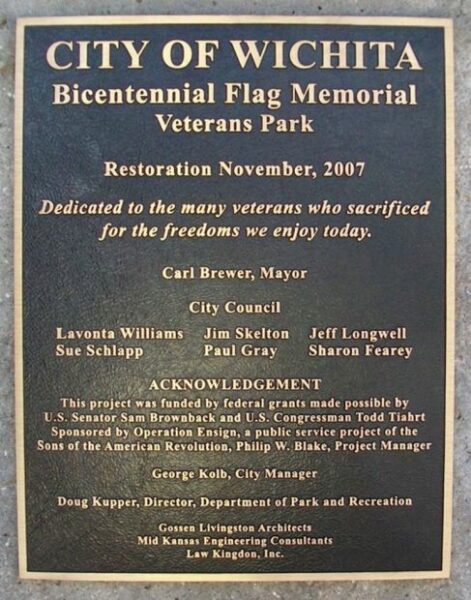 CITY OF WICHITA
Bicentennial Flag Memorial
Veterans Park
Restoration November, 2007
Dedicated to the many veterans who sacrificed
for the freedoms we enjoy today.
Carl Brewer, Mayor
City Council
Lavonta Williams Jim Skelton Jeff Longwell
Sue Schlapp Paul Gray Sharon Fearey
ACKNOWLEDGEMENT
This project was funded by federal grants made possible by
U.S. Senator Sam Brownback and U.S. Congressman Todd Tiahrt
Sponsored by Operation Ensign, a public service project of the
Sons of the American Revolution, Philip W. Blake, Project Manager
George Kolb, City Manager
Doug Kupper, Director, Department of Park and Recreation
Gossen Livingston Architects
Mid Kansas Engineering Consultants
Law Kingdon, Inc.